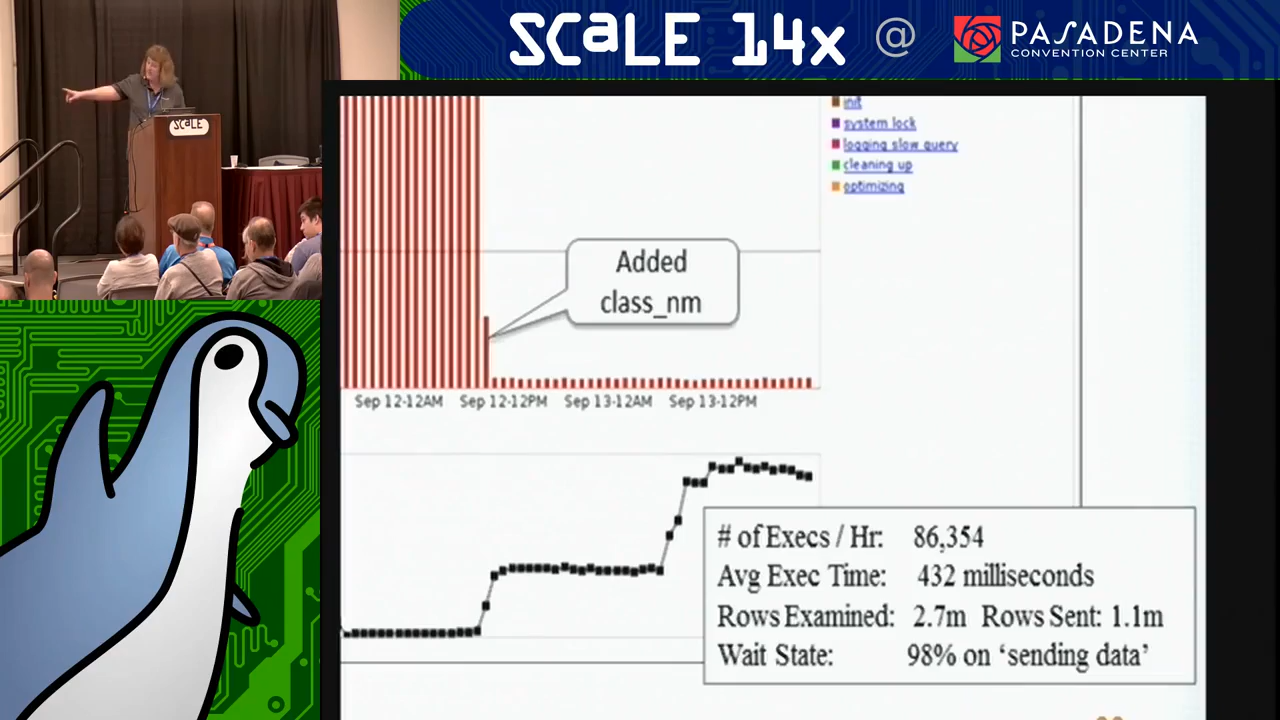 SCaLE 14x @ PASADENA
CONVENTION CENTER
SCaLE
init
system lock
logging slow query
cleaning up
optimizing
Added
class_nm
Sep 12-12AM Sep 12-12PM Sep 13-12AM Sep 13-12PM
# of Execs / Hr: 86,354
Avg Exec Time: 432 milliseconds
Rows Examined: 2.7m Rows Sent: 1.1m
Wait State: 98% on ‘sending data’